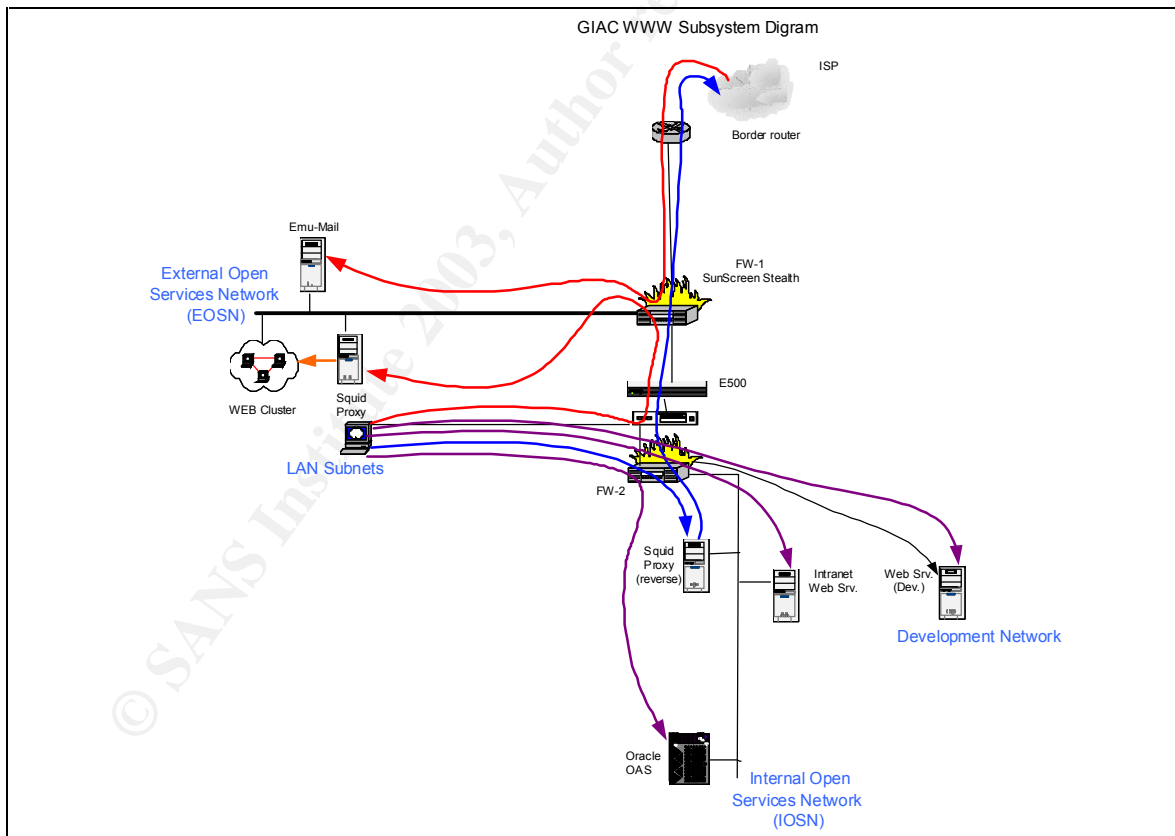 GIAC WWW Subsystem Digram
ISP
Border router
Emu-Mail
External Open
Services Network
(EOSN)
FW-1
SunScreen Stealth
WEB Cluster
Squid
Proxy
E500
LAN Subnets
FW-2
Squid
Proxy
(reverse)
Intranet
Web Srv.
Web Srv.
(Dev.)
Development Network
Oracle
OAS
Internal Open
Services Network
(IOSN)
© SANS Institute 2003, Author re